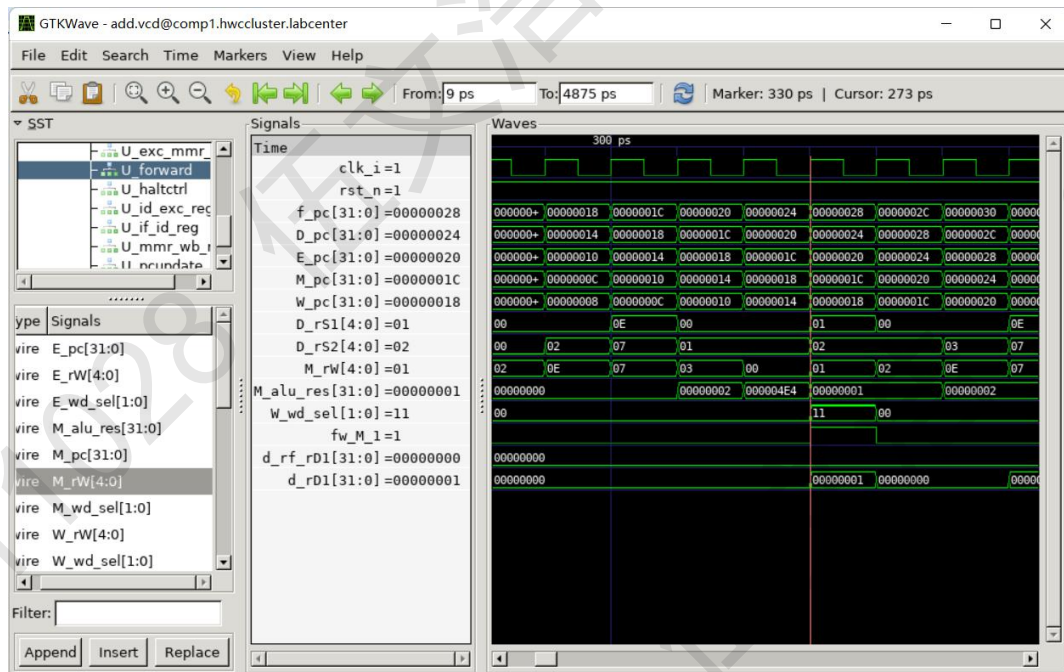 GTKWave - add.vcd@comp1.hwccluster.labcenter
File Edit Search Time Markers View Help
From: 9 ps To: 4875 ps Marker: 330 ps | Cursor: 273 ps
SST
U_exc_mmr_
U_forward
U_haltctrl
U_id_exc_reg
U_if_id_reg
U_mmr_wb_r
U_pcupdate
ype Signals
wire E_pc[31:0]
wire E_rW[4:0]
wire E_wd_sel[1:0]
wire M_alu_res[31:0]
wire M_pc[31:0]
wire M_rW[4:0]
wire M_wd_sel[1:0]
wire W_rW[4:0]
wire W_wd_sel[1:0]
Filter:
Append Insert Replace
Signals
Time
clk_i=1
rst_n=1
f_pc[31:0]=00000028
D_pc[31:0]=00000024
E_pc[31:0]=00000020
M_pc[31:0]=0000001C
W_pc[31:0]=00000018
D_rS1[4:0]=01
D_rS2[4:0]=02
M_rW[4:0]=01
M_alu_res[31:0]=00000001
W_wd_sel[1:0]=11
fw_M_1=1
d_rf_rD1[31:0]=00000000
d_rD1[31:0]=00000001
Waves
300 ps
000000+ 00000018 0000001C 00000020 00000024 00000028 0000002C 00000030 0000
000000+ 00000014 00000018 0000001C 00000020 00000024 00000028 0000002C 0000
000000+ 00000010 00000014 00000018 0000001C 00000020 00000024 00000028 0000
000000+ 0000000C 00000010 00000014 00000018 0000001C 00000020 00000024 0000
000000+ 00000008 0000000C 00000010 00000014 00000018 0000001C 00000020 0000
00 0E 00 01 00 0E
00 02 07 01 02 03 07
02 0E 07 03 00 01 02 0E 07
00000000 00000002 000004E4 00000001 00000002
00 11 00
00000000
00000000 00000001 00000000 0000